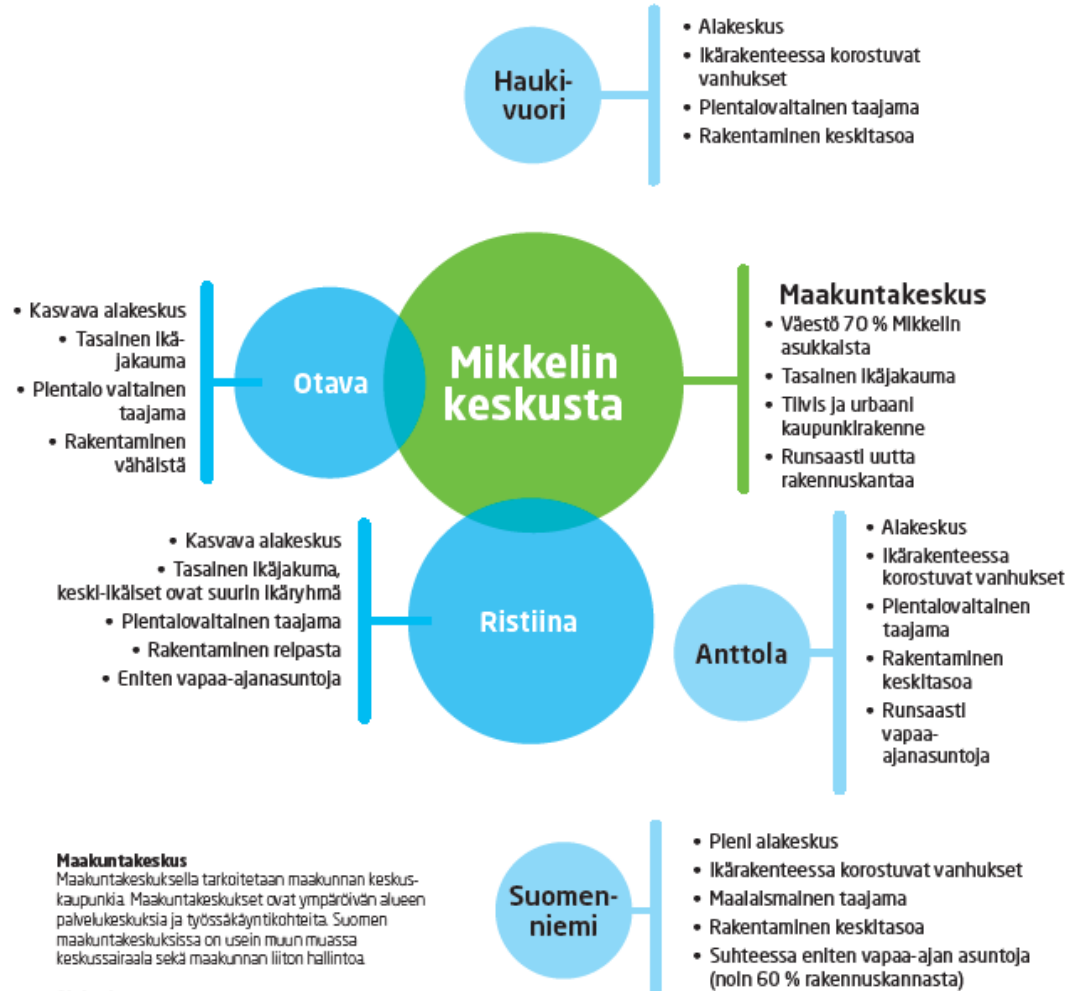 Hauki-
vuori
• Alakeskus
• Ikärakenteessa korostuvat
vanhukset
• Pientalovaltainen taajama
• Rakentaminen keskitasoa
• Kasvava alakeskus
• Tasainen ikä-
jakauma
• Pientalo valtainen
taajama
• Rakentaminen
vähäistä
Otava
Mikkelin
keskusta
Maakuntakeskus
• Väestö 70 % Mikkelin
asukkaista
• Tasainen ikäjakauma
• Tiivis ja urbaani
kaupunkirakenne
• Runsaasti uutta
rakennuskantaa
• Kasvava alakeskus
• Tasainen ikäjakuma,
keski-ikäiset ovat suurin ikäryhmä
• Pientalovaltainen taajama
• Rakentaminen reipasta
• Eniten vapaa-ajanasuntoja
Ristiina
Anttola
• Alakeskus
• Ikärakenteessa
korostuvat vanhukset
• Pientalovaltainen
taajama
• Rakentaminen
keskitasoa
• Runsaasti
vapaa-
ajanasuntoja
Maakuntakeskus
Maakuntakeskuksella tarkoitetaan maakunnan keskus-
kaupunkia. Maakuntakeskukset ovat ympäröivän alueen
palvelukeskuksia ja työssäkäyntikohteita. Suomen
maakuntakeskuksissa on usein muun muassa
keskussairaala sekä maakunnan liiton hallintoa.
Suomen-
niemi
• Pieni alakeskus
• Ikärakenteessa korostuvat vanhukset
• Maalaismainen taajama
• Rakentaminen keskitasoa
• Suhteessa eniten vapaa-ajan asuntoja
(noin 60 % rakennuskannasta)